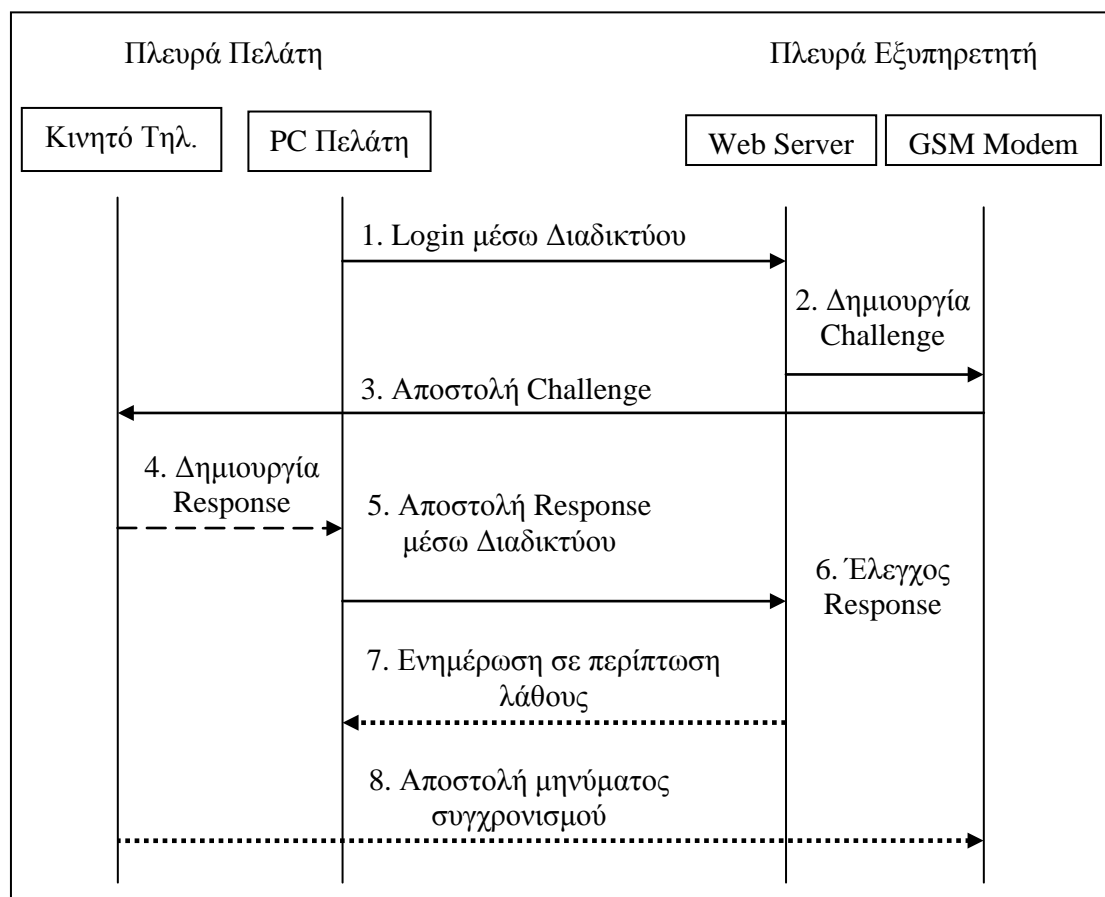 Πλευρά Πελάτη
Πλευρά Εξυπηρετητή
Κινητό Τηλ.
PC Πελάτη
Web Server
GSM Modem
1. Login μέσω Διαδικτύου
2. Δημιουργία
Challenge
3. Αποστολή Challenge
4. Δημιουργία
Response
5. Αποστολή Response
μέσω Διαδικτύου
6. Έλεγχος
Response
7. Ενημέρωση σε περίπτωση
λάθους
8. Αποστολή μηνύματος
συγχρονισμού